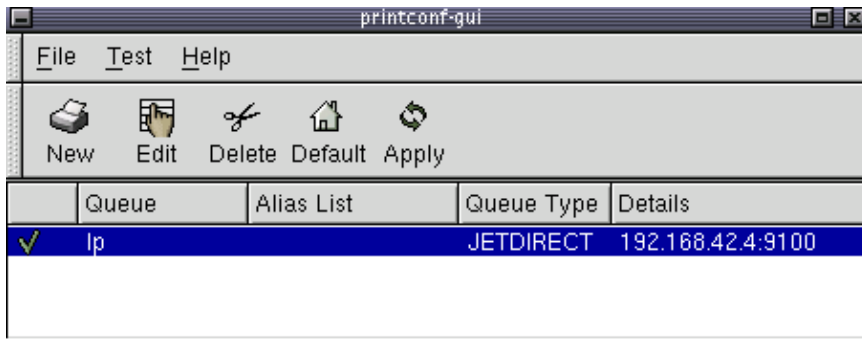 printconf-gui
File Test Help
New Edit Delete Default Apply
Queue Alias List Queue Type Details
lp JETDIRECT 192.168.42.4:9100